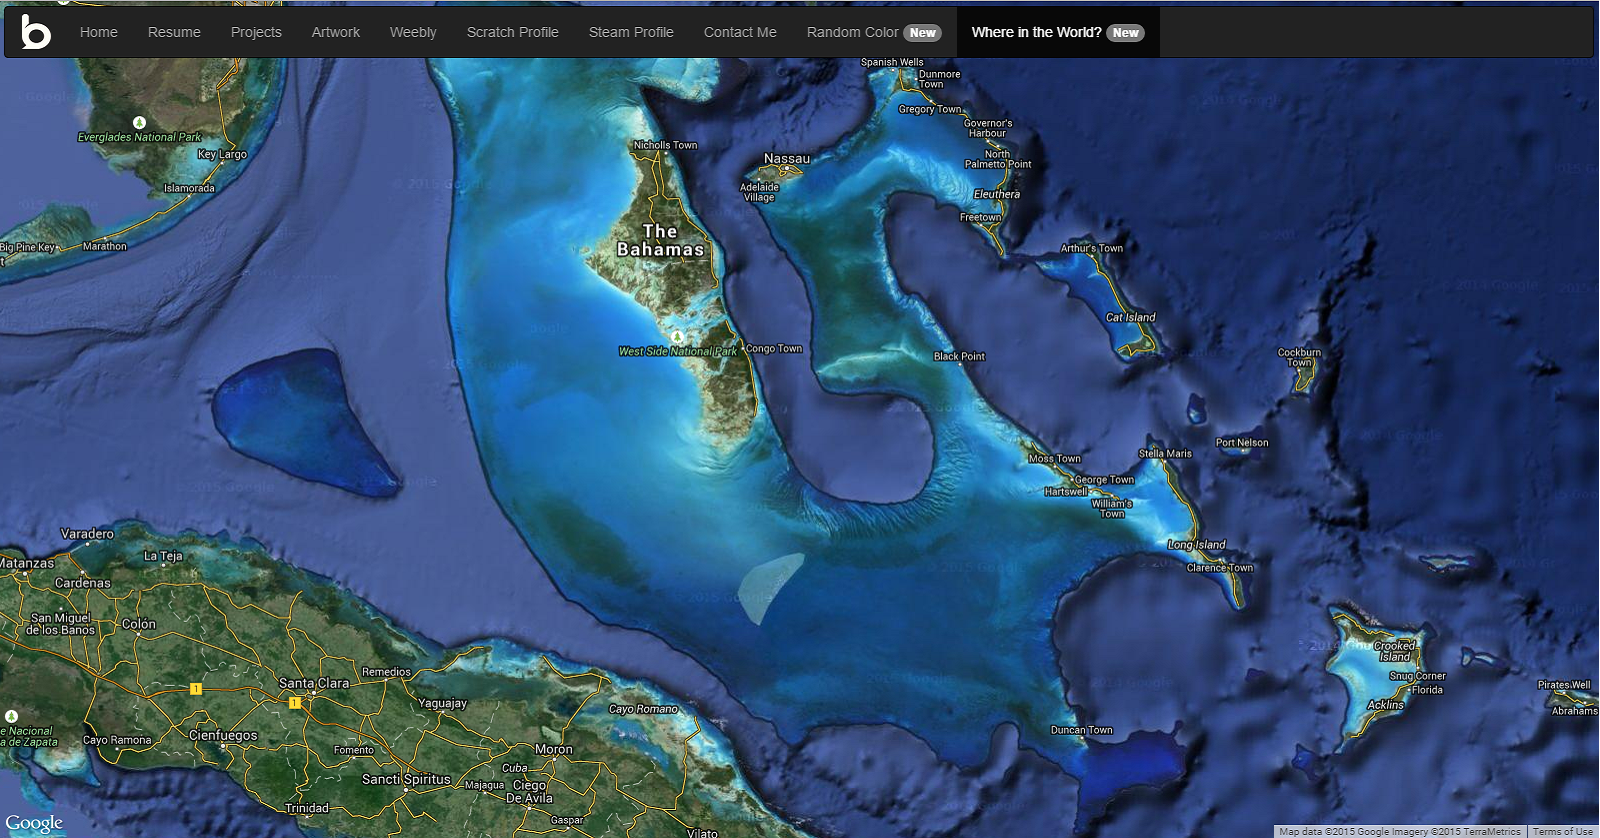 b
Home
Resume
Projects
Artwork
Weebly
Scratch Profile
Steam Profile
Contact Me
Random Color New
Where in the World? New
Spanish Wells
Dunmore
Town
Gregory Town
Governor's
Harbour
North
Palmetto Point
Eleuthera
Freetown
Everglades National Park
Key Largo
Islamorada
Big Pine Key
Marathon
Nicholls Town
Nassau
Adelaide
Village
The
Bahamas
West Side National Park
Congo Town
Arthur's Town
Cat Island
Black Point
Cockburn
Town
Port Nelson
Stella Maris
Moss Town
George Town
Hartswell
William's
Town
Long Island
Clarence Town
Varadero
La Teja
Matanzas
Cardenas
San Miguel
de los Banos
Colón
Remedios
1
Santa Clara
1
Yaguajay
Cayo Romano
e Nacional
a de Zapata
Cayo Ramona
Cienfuegos
Fomento
Morón
Cuba
Sancti Spiritus
Majagua
Ciego
De Avila
Trinidad
Gaspar
Vilato
Duncan Town
Crooked
Island
Snug Corner
Florida
Acklins
Pirates Well
Abrahams
Google
Map data ©2015 Google Imagery ©2015 TerraMetrics
Terms of Use